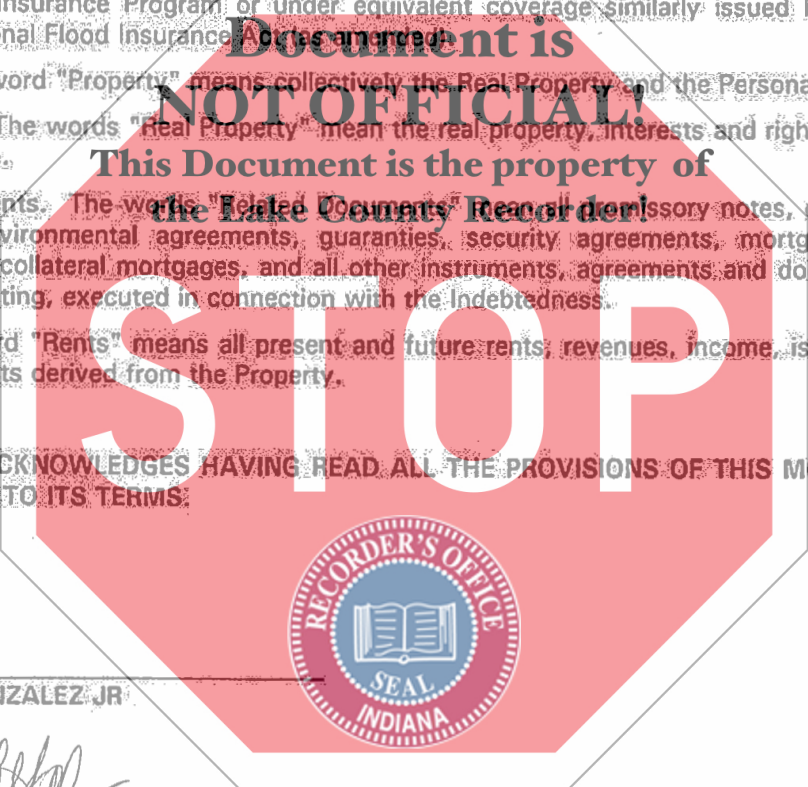 Insurance Program or under equivalent coverage similarly issued
nal Flood Insurance Act as amended.
Document is
word "Property" means collectively the Real Property and the Persona
NOT OFFICIAL!
The words "Real Property" mean the real property, interests and righ
This Document is the property of
nts. The words "Related Documents" mean all promissory notes,
the Lake County Recorder!
vironmental agreements, guaranties, security agreements, mortg
collateral mortgages, and all other instruments, agreements and do
ting, executed in connection with the Indebtedness.
STOP
rd "Rents" means all present and future rents, revenues, income, is
ts derived from the Property.
CKNOWLEDGES HAVING READ ALL THE PROVISIONS OF THIS M
TO ITS TERMS.
RECORDER'S OFFICE
SEAL
INDIANA
NZALEZ JR